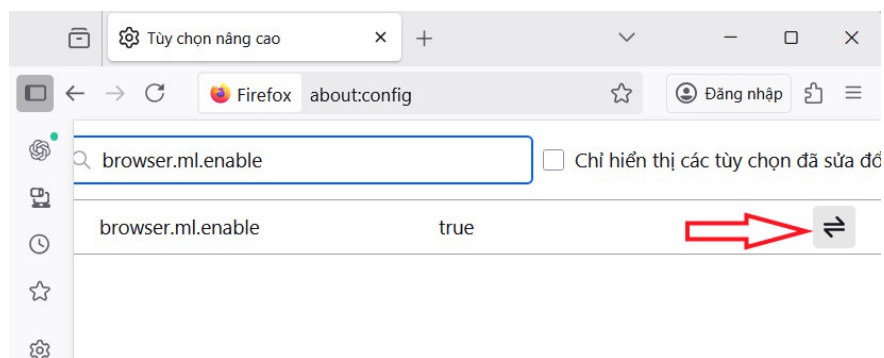 Tùy chọn nâng cao
Firefox about:config Đăng nhập
browser.ml.enable Chỉ hiển thị các tùy chọn đã sửa đổ
browser.ml.enable true